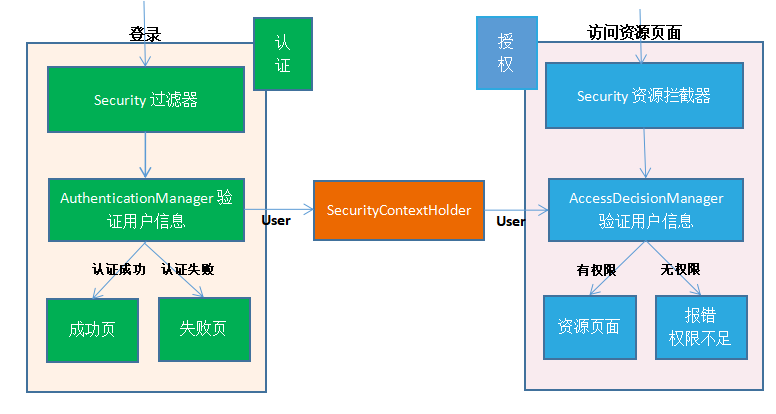 登录
认
证
Security 过滤器
AuthenticationManager 验
证用户信息
认证成功
认证失败
成功页
失败页
User
SecurityContextHolder
User
授
权
访问资源页面
Security 资源拦截器
AccessDecisionManager
验证用户信息
有权限
无权限
资源页面
报错
权限不足